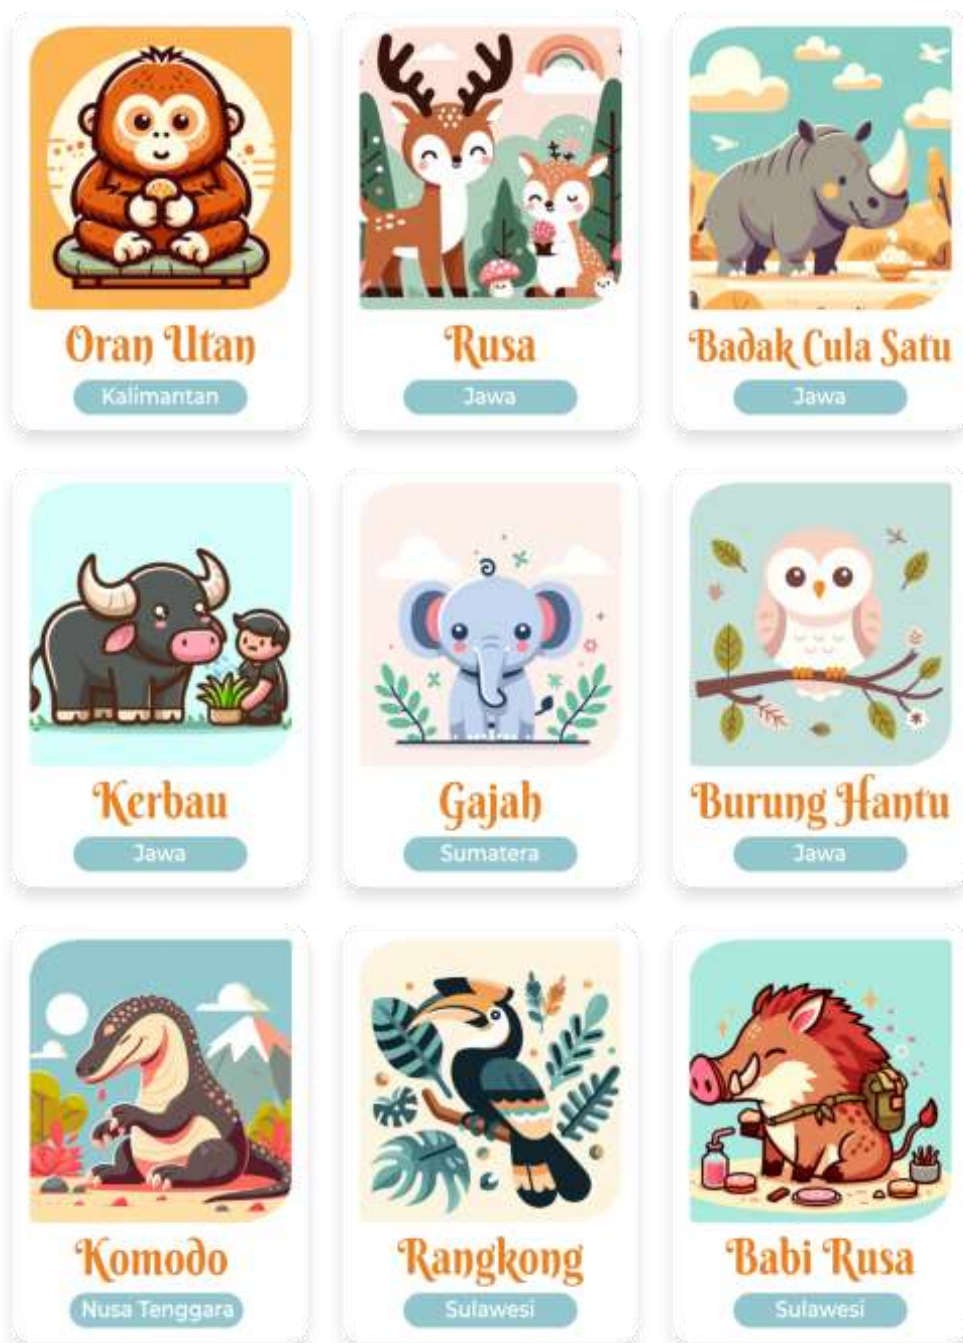 Oran Utan
Kalimantan
Rusa
Jawa
Badak Cula Satu
Jawa
Kerbau
Jawa
Gajah
Sumatera
Burung Hantu
Jawa
Komodo
Nusa Tenggara
Rangkong
Sulawesi
Babi Rusa
Sulawesi